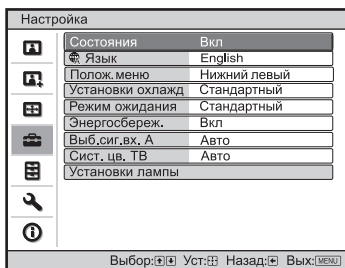 Настройка
Состояния Вкл
Язык English
Полож. меню Нижний левый
Установки охлажд Стандартный
Режим ожидания Стандартный
Энергосбереж. Вкл
Выб.сиг.вх. А Авто
Сист. цв. ТВ Авто
Установки лампы
Выбор: Уст: Назад: Вых: MENU